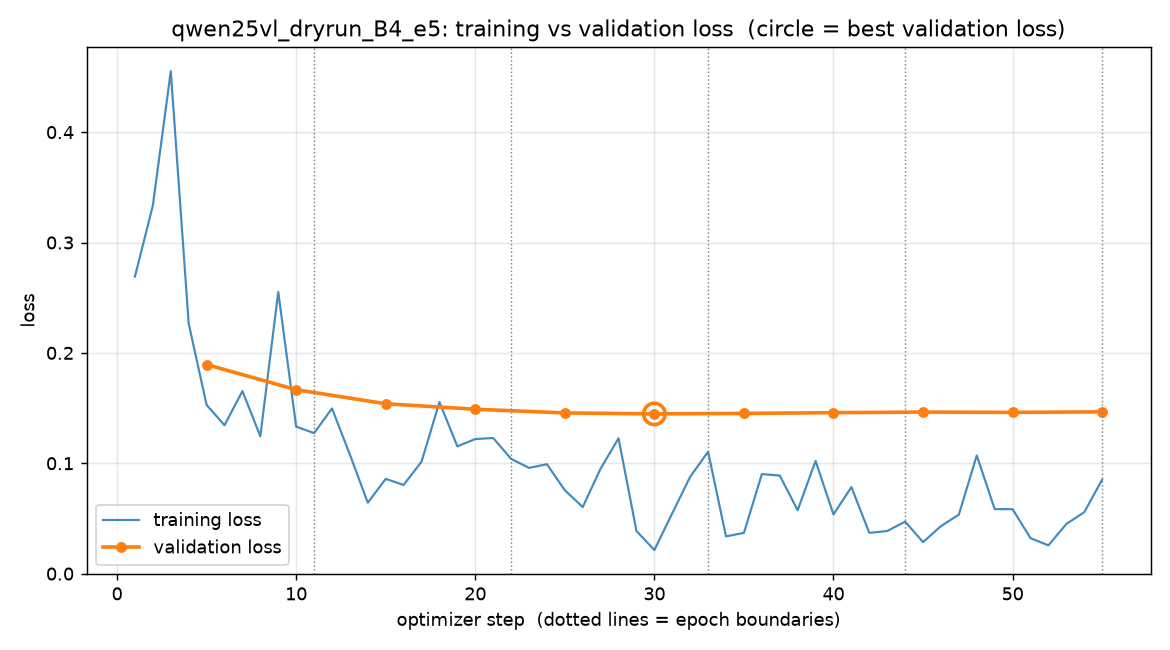 qwen25vl_dryrun_B4_e5: training vs validation loss  (circle = best validation loss)
loss
0.4
0.3
0.2
0.1
0.0
training loss
validation loss
0 10 20 30 40 50
optimizer step  (dotted lines = epoch boundaries)